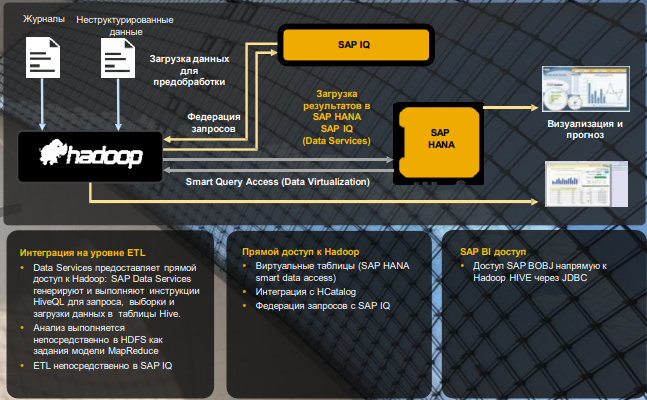 Журналы
Неструктурированные
данные
Загрузка данных
для
предобработки
SAP IQ
Загрузка
результатов в
SAP HANA
SAP IQ
(Data Services)
Федерация
запросов
SAP
HANA
Визуализация и
прогноз
hadoop
Smart Query Access (Data Virtualization)
Интеграция на уровне ETL
• Data Services предоставляет прямой
доступ к Hadoop: SAP Data Services
генерируют и выполняют инструкции
HiveQL для запроса, выборки и
загрузки данных в таблицы Hive.
• Анализ выполняется
непосредственно в HDFS как
задания модели MapReduce
• ETL непосредственно в SAP IQ
Прямой доступ к Hadoop
• Виртуальные таблицы (SAP HANA
smart data access)
• Интеграция с HCatalog
• Федерация запросов с SAP IQ
SAP BI доступ
• Доступ SAP BOBJ напрямую к
Hadoop HIVE через JDBC